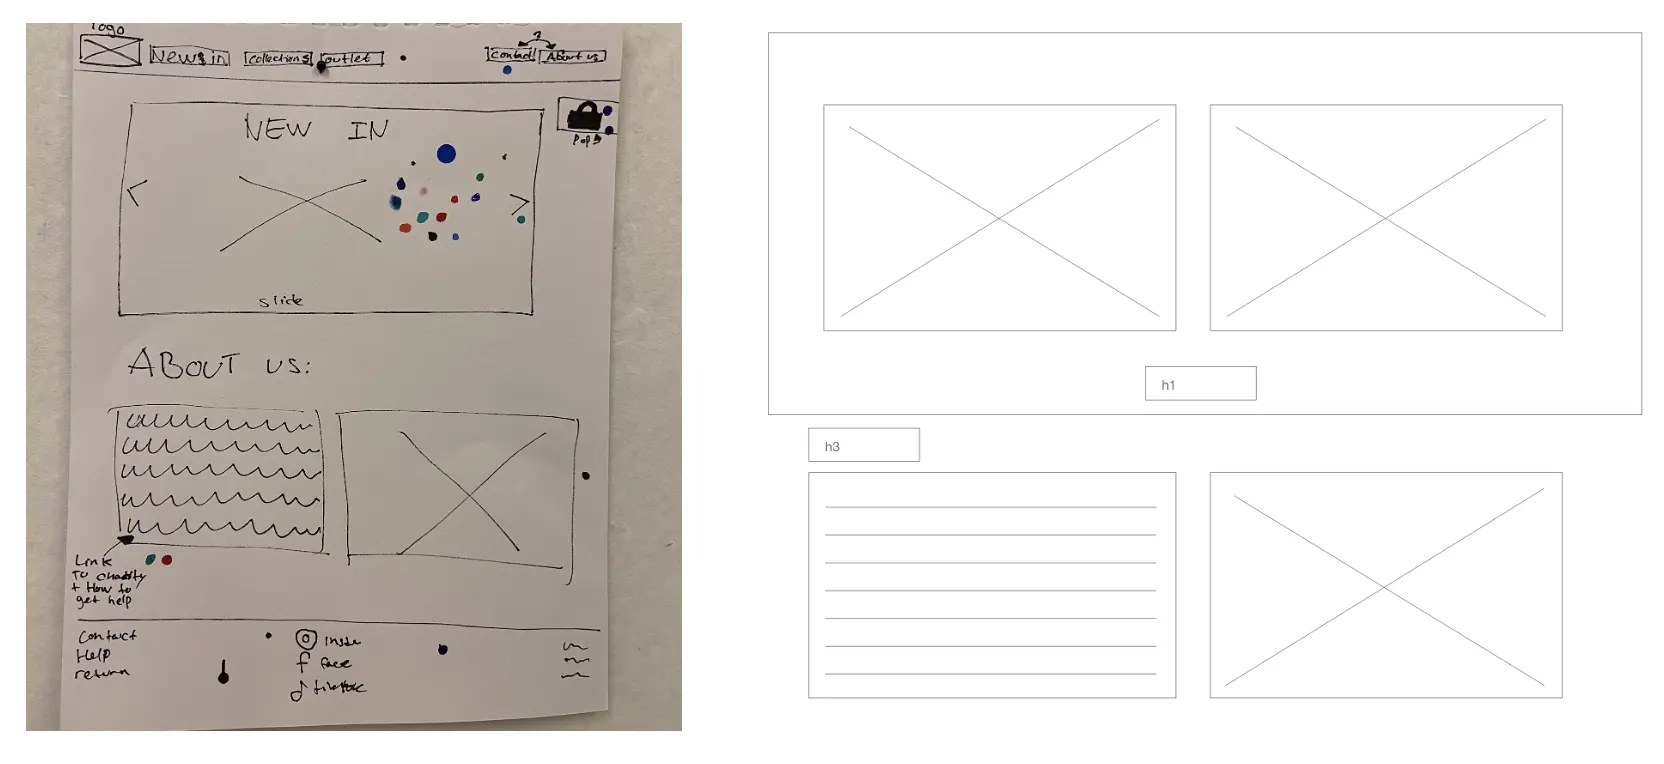 logo
News in
Collections
outlet
?
Contact
About us
NEW IN
<
>
Pop
slide
ABOUT US:
Link
to charity
+ How to
get help
Contact
Help
return
insta
f face
h1
h3